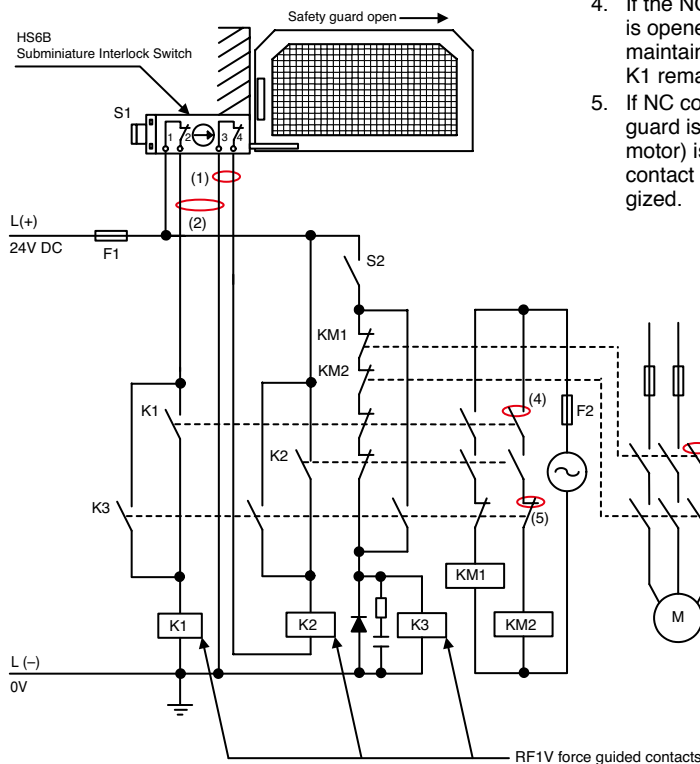 Safety guard open
HS6B
Subminiature Interlock Switch
S1
1 2 3 4
(1)
(2)
L(+)
24V DC
F1
S2
KM1
KM2
K1
(4)
F2
K2
K3
(5)
KM1
K1
K2
K3
KM2
M
L (–)
0V
RF1V force guided contacts
4. If the NC
is opene
maintain
K1 rema
5. If NC co
guard is
motor) is
contact
gized.